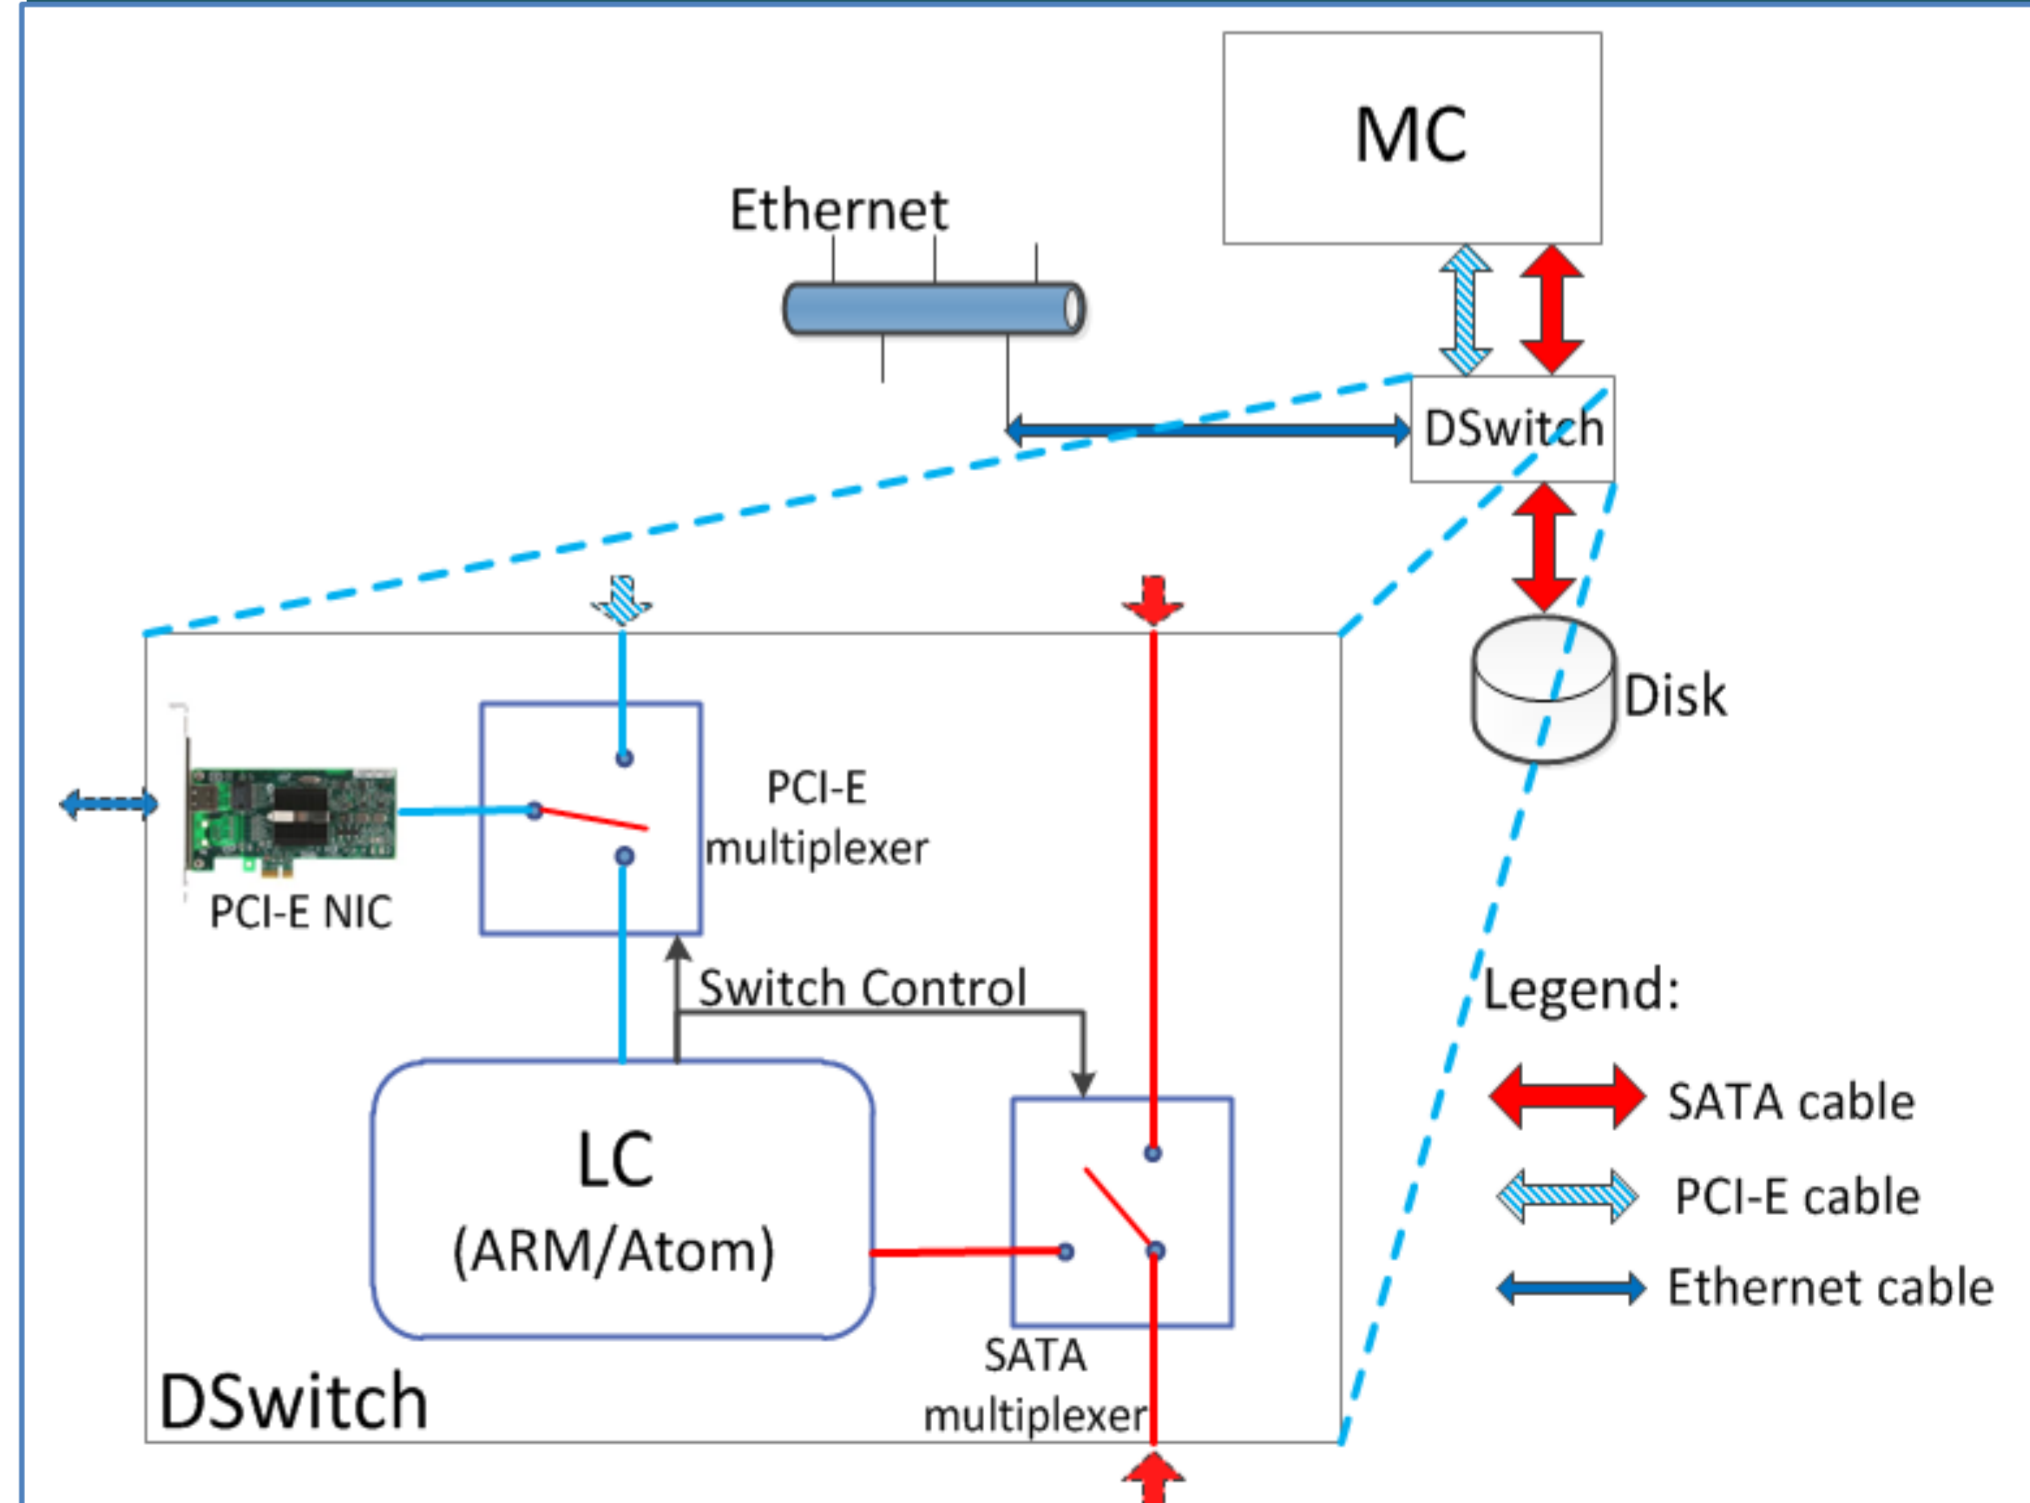 MC
Ethernet
DSwitch
Disk
PCI-E
multiplexer
PCI-E NIC
Switch Control
Legend:
SATA cable
LC
PCI-E cable
(ARM/Atom)
Ethernet cable
SATA
multiplexer
DSwitch